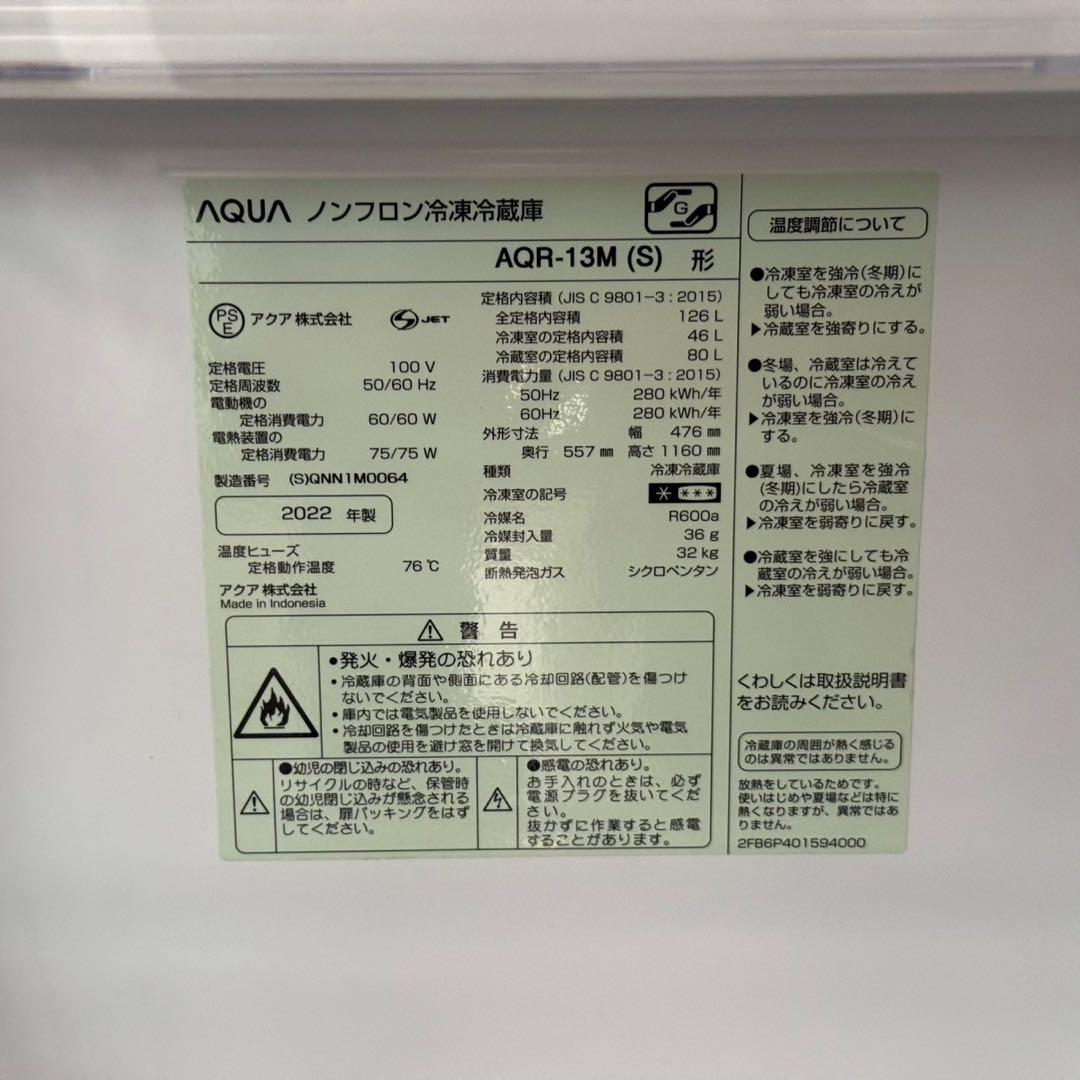 AQUA ノンフロン冷凍冷蔵庫
G
AQR-13M (S) 形
PS
E
アクア 株式会社
S JET
定格電圧 100 V
定格周波数 50/60 Hz
電動機の
定格消費電力 60/60 W
電熱装置の
定格消費電力 75/75 W
製造番号 (S)QNN1M0064
2022 年製
温度ヒューズ
定格動作温度 76 ℃
アクア 株式会社
Made in Indonesia
定格内容積 (JIS C 9801-3 : 2015)
全定格内容積 126 L
冷凍室の定格内容積 46 L
冷蔵室の定格内容積 80 L
消費電力量 (JIS C 9801-3 : 2015)
50Hz 280 kWh/年
60Hz 280 kWh/年
外形寸法 幅 476 mm
奥行 557 mm 高さ 1160 mm
種類 冷凍冷蔵庫
冷凍室の記号 * ***
冷媒名 R600a
冷媒封入量 36 g
質量 32 kg
断熱発泡ガス シクロペンタン
⚠ 警 告
●発火・爆発の恐れあり
・冷蔵庫の背面や側面にある冷却回路(配管)を傷つけ
ないでください。
・庫内では電気製品を使用しないでください。
・冷却回路を傷つけたときは冷蔵庫に触れず火気や電気
製品の使用を避け窓を開けて換気してください。
●幼児の閉じ込みの恐れあり。
リサイクルの時など、保管時
の幼児閉じ込みが懸念される
場合は、扉パッキングをはず
してください。
●感電の恐れあり。
お手入れのときは、必ず
電源プラグを抜いてくだ
さい。
抜かずに作業すると感電
することがあります。
温度調節について
●冷凍室を強冷(冬期)に
しても冷凍室の冷えが
弱い場合。
▶冷蔵室を強寄りにする。
●冬場、冷蔵室は冷えて
いるのに冷凍室の冷え
が弱い場合。
▶冷凍室を強冷(冬期)に
する。
●夏場、冷凍室を強冷
(冬期)にしたら冷蔵室
の冷えが弱い場合。
▶冷凍室を弱寄りに戻す。
●冷蔵室を強にしても冷
蔵室の冷えが弱い場合。
▶冷凍室を弱寄りに戻す。
くわしくは取扱説明書
をお読みください。
冷蔵庫の周囲が熱く感じる
のは異常ではありません。
放熱をしているためです。
使いはじめや夏場などは特に
熱くなりますが、異常ではあ
りません。
2FB6P401594000